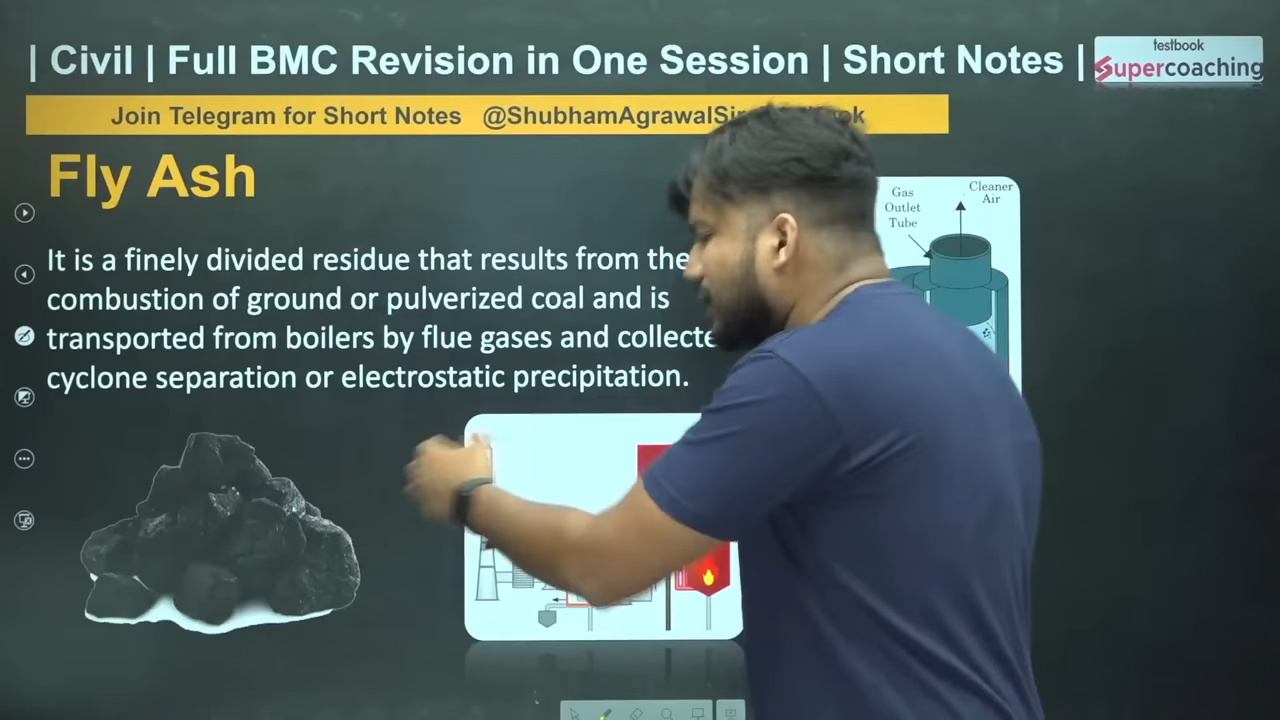 | Civil | Full BMC Revision in One Session | Short Notes |
testbook
Supercoaching
Join Telegram for Short Notes @ShubhamAgrawalSir
Fly Ash
It is a finely divided residue that results from the
combustion of ground or pulverized coal and is
transported from boilers by flue gases and
cyclone separation or electrostatic precipitation.
Gas
Outlet
Tube
Cleaner
Air